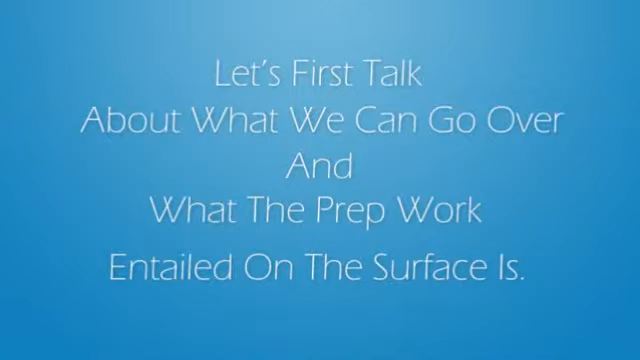 Let's First Talk
About What We Can Go Over
And
What The Prep Work
Entailed On The Surface Is.